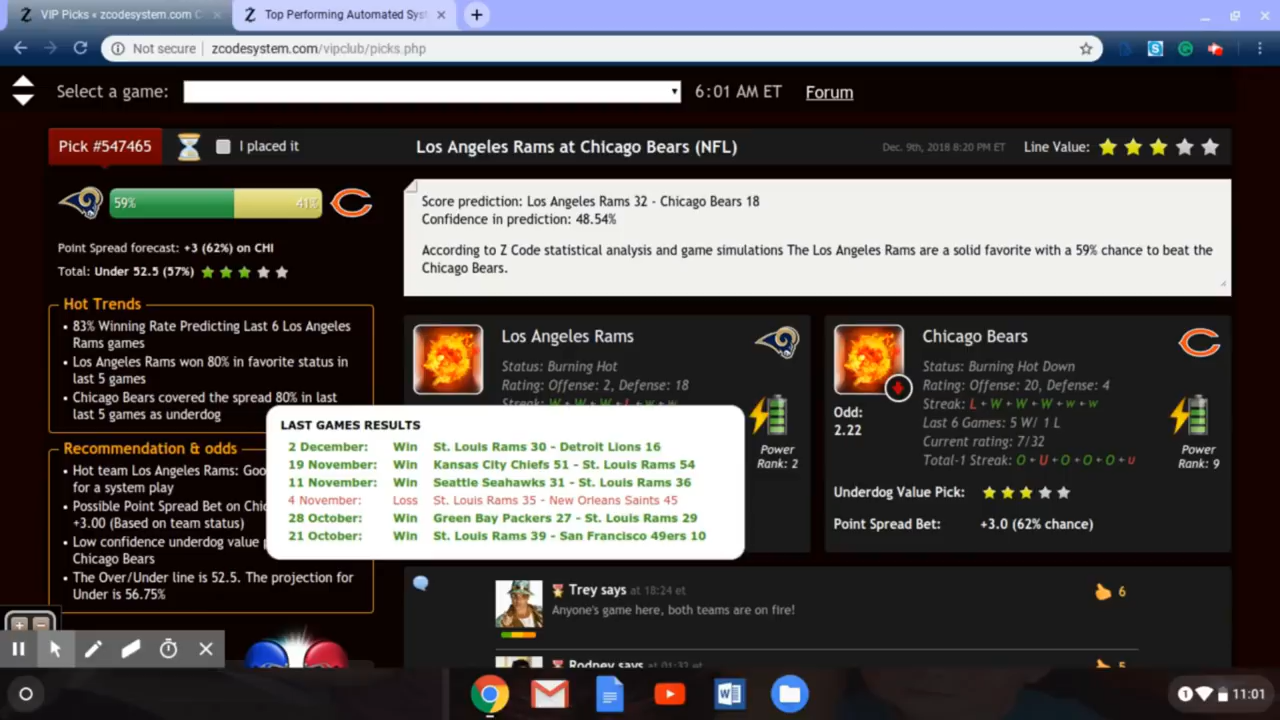 VIP Picks « zcodesystem.com C
Top Performing Automated Syst
Not secure | zcodesystem.com/vipclub/picks.php
Select a game:
6:01 AM ET
Forum
Pick #547465
I placed it
Los Angeles Rams at Chicago Bears (NFL)
Dec. 9th, 2018 8:20 PM ET
Line Value:
59%
41%
Point Spread forecast: +3 (62%) on CHI
Total: Under 52.5 (57%)
Score prediction: Los Angeles Rams 32 - Chicago Bears 18
Confidence in prediction: 48.54%
According to Z Code statistical analysis and game simulations The Los Angeles Rams are a solid favorite with a 59% chance to beat the
Chicago Bears.
Hot Trends
• 83% Winning Rate Predicting Last 6 Los Angeles
Rams games
• Los Angeles Rams won 80% in favorite status in
last 5 games
• Chicago Bears covered the spread 80% in last
last 5 games as underdog
Recommendation & odds
• Hot team Los Angeles Rams: Goo
for a system play
• Possible Point Spread Bet on Chic
+3.00 (Based on team status)
• Low confidence underdog value p
Chicago Bears
• The Over/Under line is 52.5. The projection for
Under is 56.75%
Los Angeles Rams
Status: Burning Hot
Rating: Offense: 2, Defense: 18
Streak: W + W + W + L + w + w
Power
Rank: 2
LAST GAMES RESULTS
2 December: Win St. Louis Rams 30 - Detroit Lions 16
19 November: Win Kansas City Chiefs 51 - St. Louis Rams 54
11 November: Win Seattle Seahawks 31 - St. Louis Rams 36
4 November: Loss St. Louis Rams 35 - New Orleans Saints 45
28 October: Win Green Bay Packers 27 - St. Louis Rams 29
21 October: Win St. Louis Rams 39 - San Francisco 49ers 10
Chicago Bears
Status: Burning Hot Down
Rating: Offense: 20, Defense: 4
Streak: L + W + W + W + w + w
Last 6 Games: 5 W/ 1 L
Current rating: 7/32
Total-1 Streak: O + U + O + O + O + u
Odd:
2.22
Power
Rank: 9
Underdog Value Pick:
Point Spread Bet: +3.0 (62% chance)
Trey says at 18:24 et
Anyone's game here, both teams are on fire!
6
Rodney says at 01:32 et
5
11:01